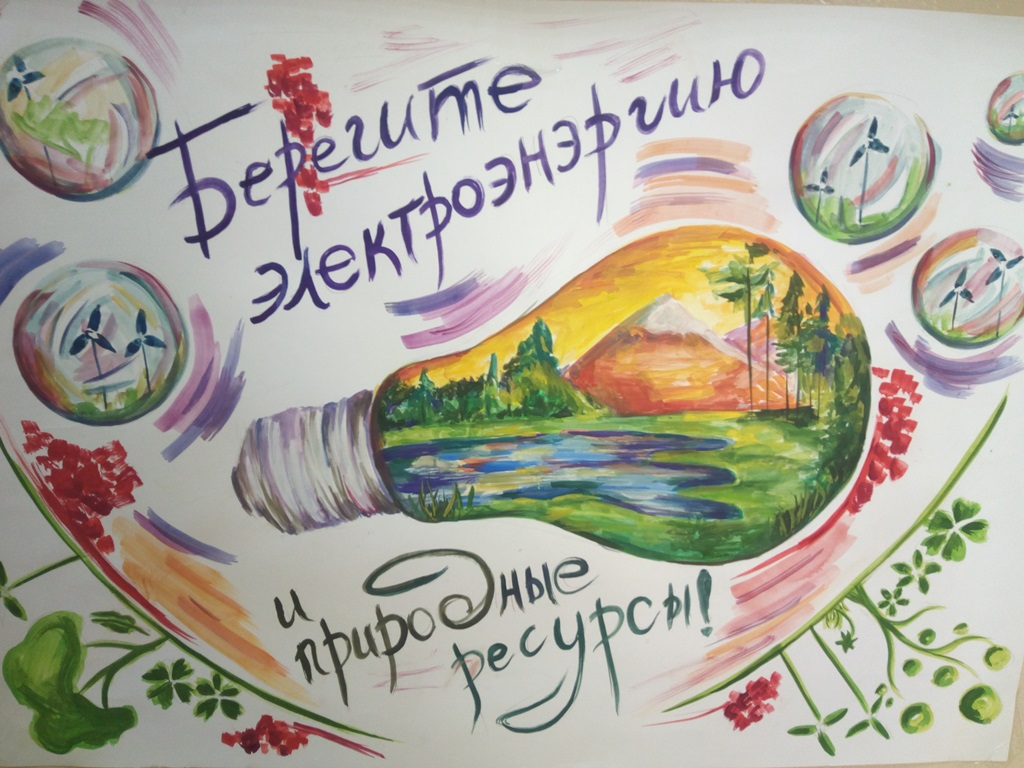 Берегите
электроэнэргию
и
природные
ресурсы!